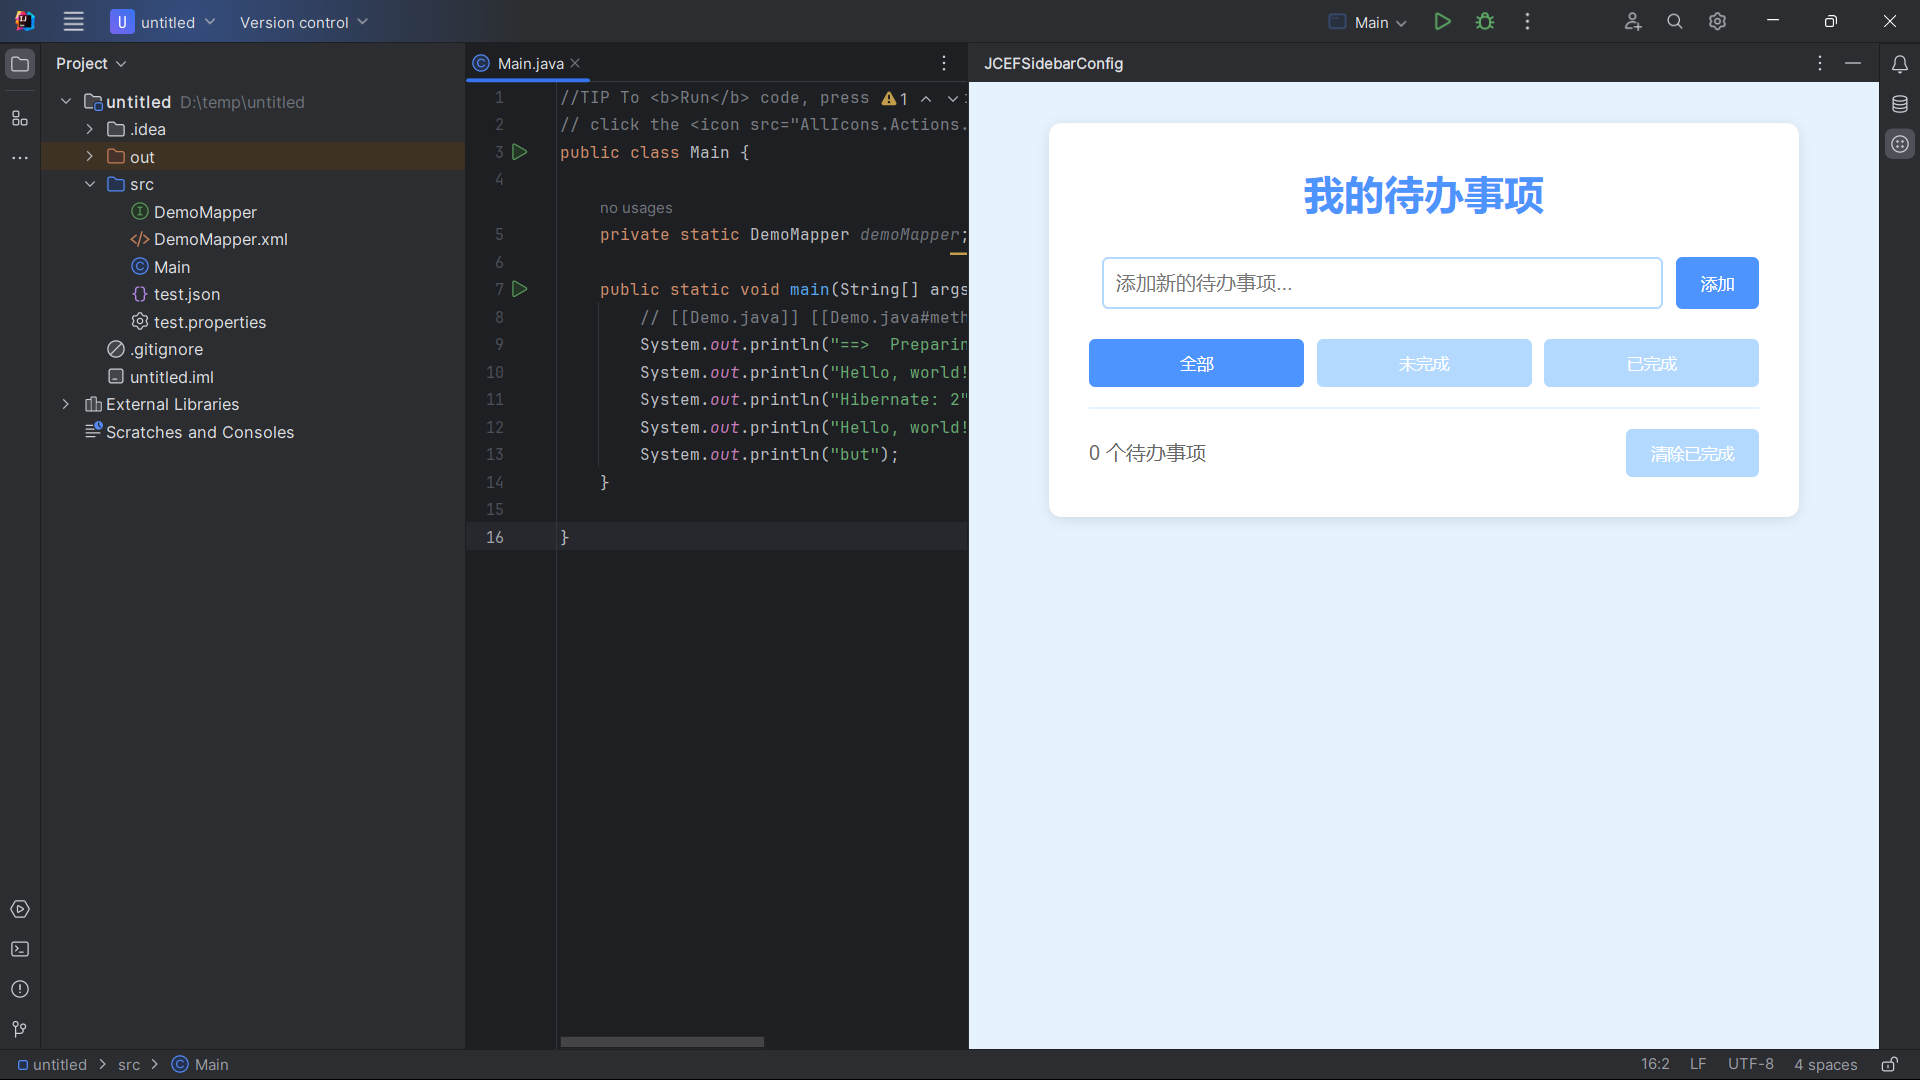 U untitled Version control Main
Project
untitled D:\temp\untitled
.idea
out
src
DemoMapper
DemoMapper.xml
Main
test.json
test.properties
.gitignore
untitled.iml
External Libraries
Scratches and Consoles
Main.java
1 //TIP To <b>Run</b> code, press 1
2 // click the <icon src="AllIcons.Actions.
3 public class Main {
4
no usages
5 private static DemoMapper demoMapper;
6
7 public static void main(String[] args
8 // [[Demo.java]] [[Demo.java#meth
9 System.out.println("==>  Preparin
10 System.out.println("Hello, world!
11 System.out.println("Hibernate: 2"
12 System.out.println("Hello, world!
13 System.out.println("but");
14 }
15
16 }
JCEFSidebarConfig
我的待办事项
添加新的待办事项...
添加
全部 未完成 已完成
0 个待办事项
清除已完成
untitled src Main
16:2 LF UTF-8 4 spaces